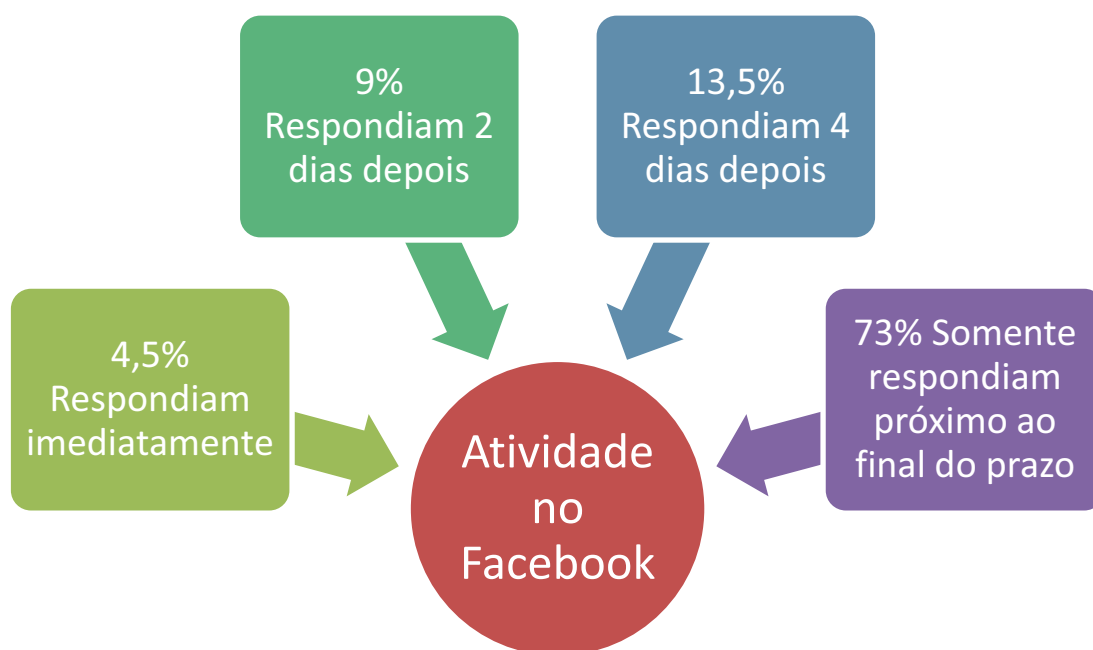 9%
Respondiam 2
dias depois
13,5%
Respondiam 4
dias depois
4,5%
Respondiam
imediatamente
73% Somente
respondiam
próximo ao
final do prazo
Atividade
no
Facebook